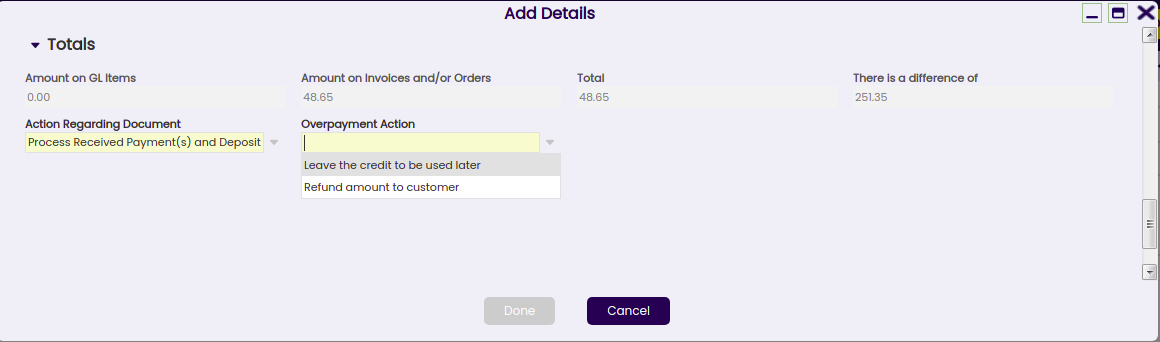 Add Details
Totals
Amount on GL Items
Amount on Invoices and/or Orders
Total
There is a difference of
0.00
48.65
48.65
251.35
Action Regarding Document
Overpayment Action
Process Received Payment(s) and Deposit
Leave the credit to be used later
Refund amount to customer
Done
Cancel